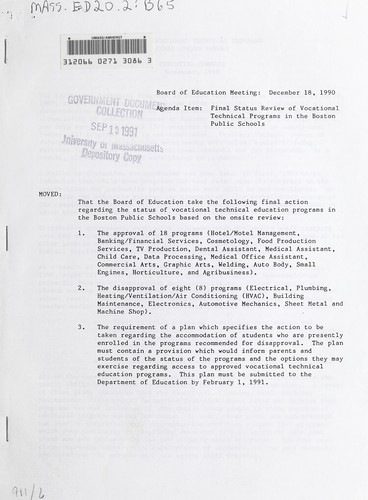 MASS. ED20.2: B65
UMASS/AMHERST
312066 0271 3086 3
Board of Education Meeting: December 18, 1990
GOVERNMENT DOCUMENTS
COLLECTION
SEP 13 1991
University of Massachusetts
Depository Copy
Agenda Item: Final Status Review of Vocational
Technical Programs in the Boston
Public Schools
MOVED:
That the Board of Education take the following final action
regarding the status of vocational technical education programs in
the Boston Public Schools based on the onsite review:
1. The approval of 18 programs (Hotel/Motel Management,
Banking/Financial Services, Cosmetology, Food Production
Services, TV Production, Dental Assistant, Medical Assistant,
Child Care, Data Processing, Medical Office Assistant,
Commercial Arts, Graphic Arts, Welding, Auto Body, Small
Engines, Horticulture, and Agribusiness).
2. The disapproval of eight (8) programs (Electrical, Plumbing,
Heating/Ventilation/Air Conditioning (HVAC), Building
Maintenance, Electronics, Automotive Mechanics, Sheet Metal and
Machine Shop).
3. The requirement of a plan which specifies the action to be
taken regarding the accommodation of students who are presently
enrolled in the programs recommended for disapproval. The plan
must contain a provision which would inform parents and
students of the status of the programs and the options they may
exercise regarding access to approved vocational technical
education programs. This plan must be submitted to the
Department of Education by February 1, 1991.
911/6